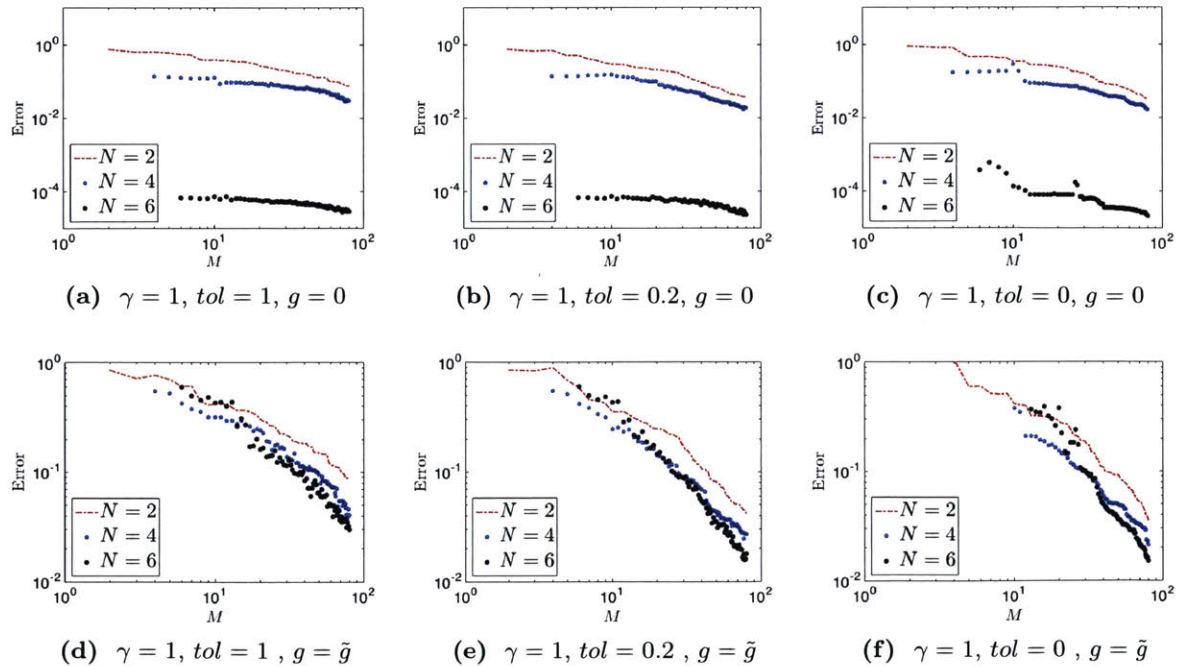 10^0
10^-2
10^-4
Error
N = 2
N = 4
N = 6
10^0
10^1
10^2
M
(a) γ = 1, tol = 1, g = 0
10^0
10^-2
10^-4
Error
N = 2
N = 4
N = 6
10^0
10^1
10^2
M
(b) γ = 1, tol = 0.2, g = 0
10^0
10^-2
10^-4
Error
N = 2
N = 4
N = 6
10^0
10^1
10^2
M
(c) γ = 1, tol = 0, g = 0
10^0
10^-1
10^-2
Error
N = 2
N = 4
N = 6
10^0
10^1
10^2
M
(d) γ = 1, tol = 1 , g = g̃
10^0
10^-1
10^-2
Error
N = 2
N = 4
N = 6
10^0
10^1
10^2
M
(e) γ = 1, tol = 0.2 , g = g̃
10^0
10^-1
10^-2
Error
N = 2
N = 4
N = 6
10^0
10^1
10^2
M
(f) γ = 1, tol = 0 , g = g̃